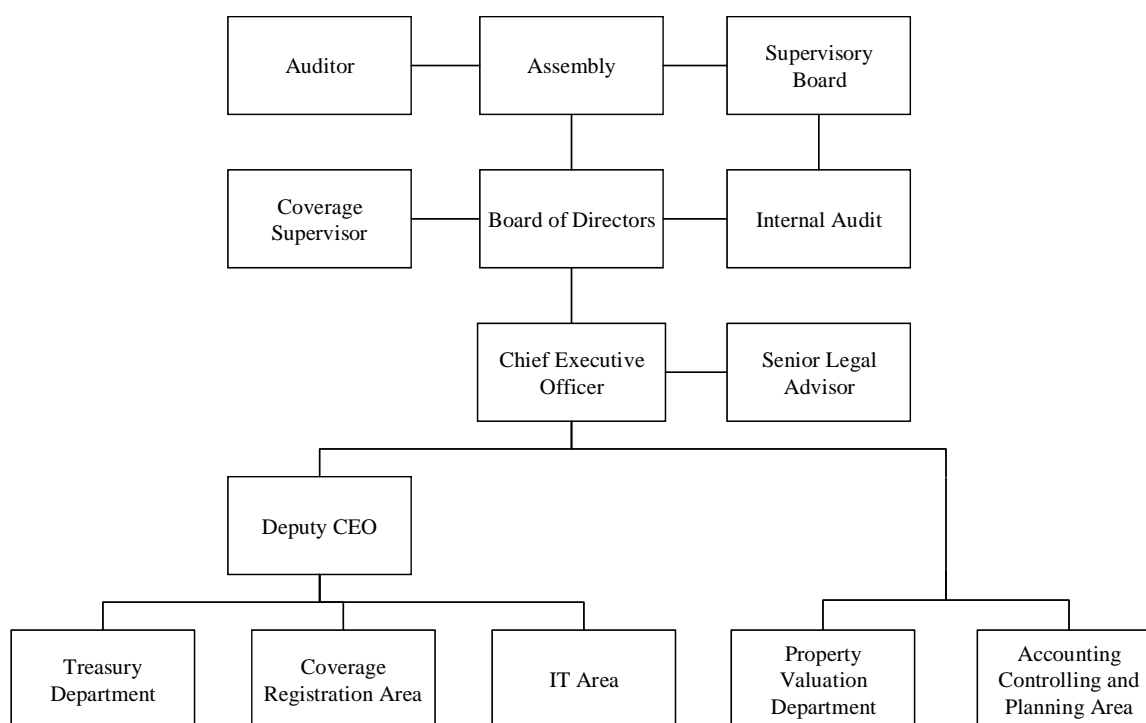 Auditor
Assembly
Supervisory
Board
Coverage
Supervisor
Board of Directors
Internal Audit
Chief Executive
Officer
Senior Legal
Advisor
Deputy CEO
Treasury
Department
Coverage
Registration Area
IT Area
Property
Valuation
Department
Accounting
Controlling and
Planning Area